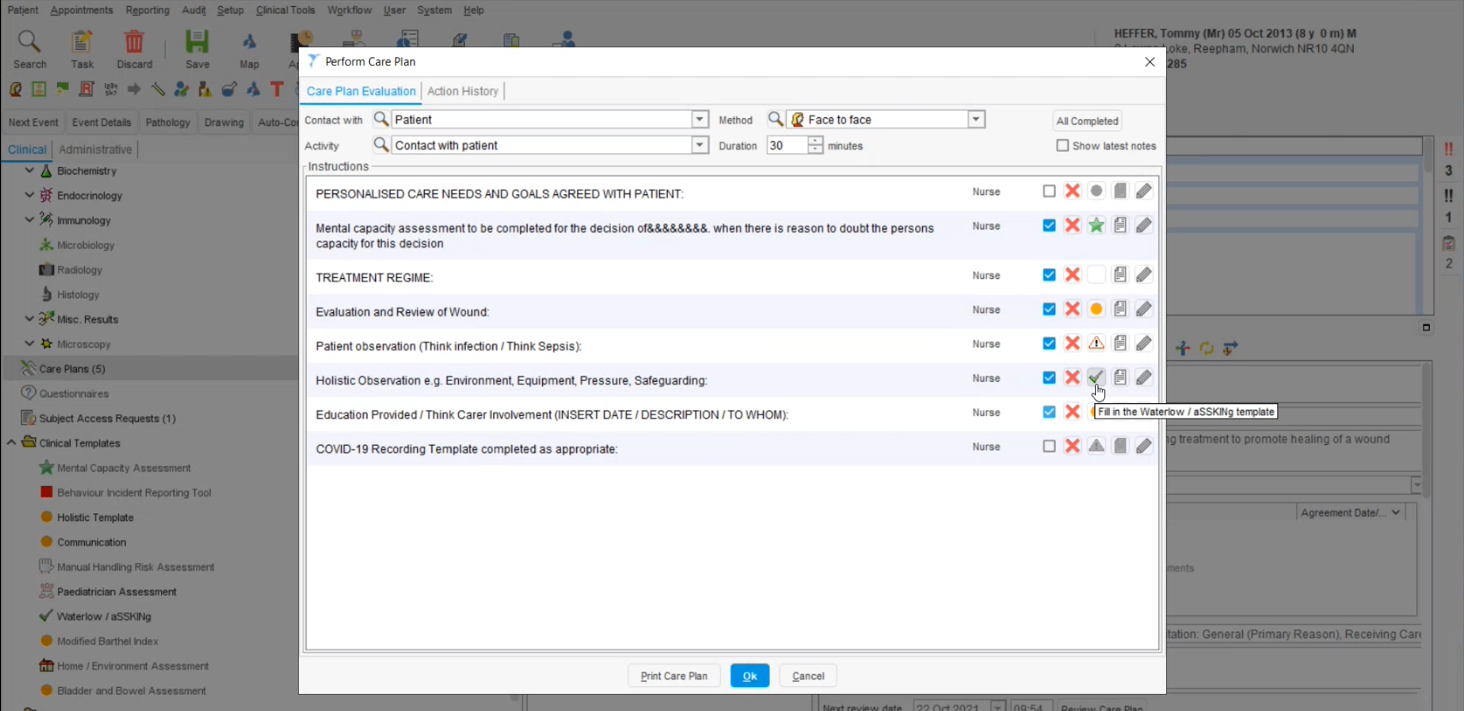 Patient Appointments Reporting Audit Setup Clinical Tools Workflow User System Help
HEFFER, Tommy (Mr) 05 Oct 2013 (8 y 0 m) M
oke, Reepham, Norwich NR10 4QN
285
Search Task Discard Save Map
Perform Care Plan
Care Plan Evaluation Action History
Next Event Event Details Pathology Drawing Auto-Co
Contact with Patient Method Face to face All Completed
Activity Contact with patient Duration 30 minutes Show latest notes
Clinical Administrative
Instructions
Biochemistry
Endocrinology
Immunology
Microbiology
Radiology
Histology
Misc. Results
Microscopy
Care Plans (5)
Questionnaires
Subject Access Requests (1)
Clinical Templates
Mental Capacity Assessment
Behaviour Incident Reporting Tool
Holistic Template
Communication
Manual Handling Risk Assessment
Paediatrician Assessment
Waterlow / aSSKINg
Modified Barthel Index
Home / Environment Assessment
Bladder and Bowel Assessment
PERSONALISED CARE NEEDS AND GOALS AGREED WITH PATIENT: Nurse
Mental capacity assessment to be completed for the decision of&&&&&&&&. when there is reason to doubt the persons Nurse
capacity for this decision
TREATMENT REGIME: Nurse
Evaluation and Review of Wound: Nurse
Patient observation (Think infection / Think Sepsis): Nurse
Holistic Observation e.g. Environment, Equipment, Pressure, Safeguarding: Nurse
Education Provided / Think Carer Involvement (INSERT DATE / DESCRIPTION / TO WHOM): Nurse
Fill in the Waterlow / aSSKINg template
COVID-19 Recording Template completed as appropriate: Nurse
Print Care Plan Ok Cancel
!!
3
!!
1
2
ng treatment to promote healing of a wound
Agreement Date/...
ments
tation: General (Primary Reason), Receiving Car
Next review date 22 Oct 2021 09:54 Review Care Plan